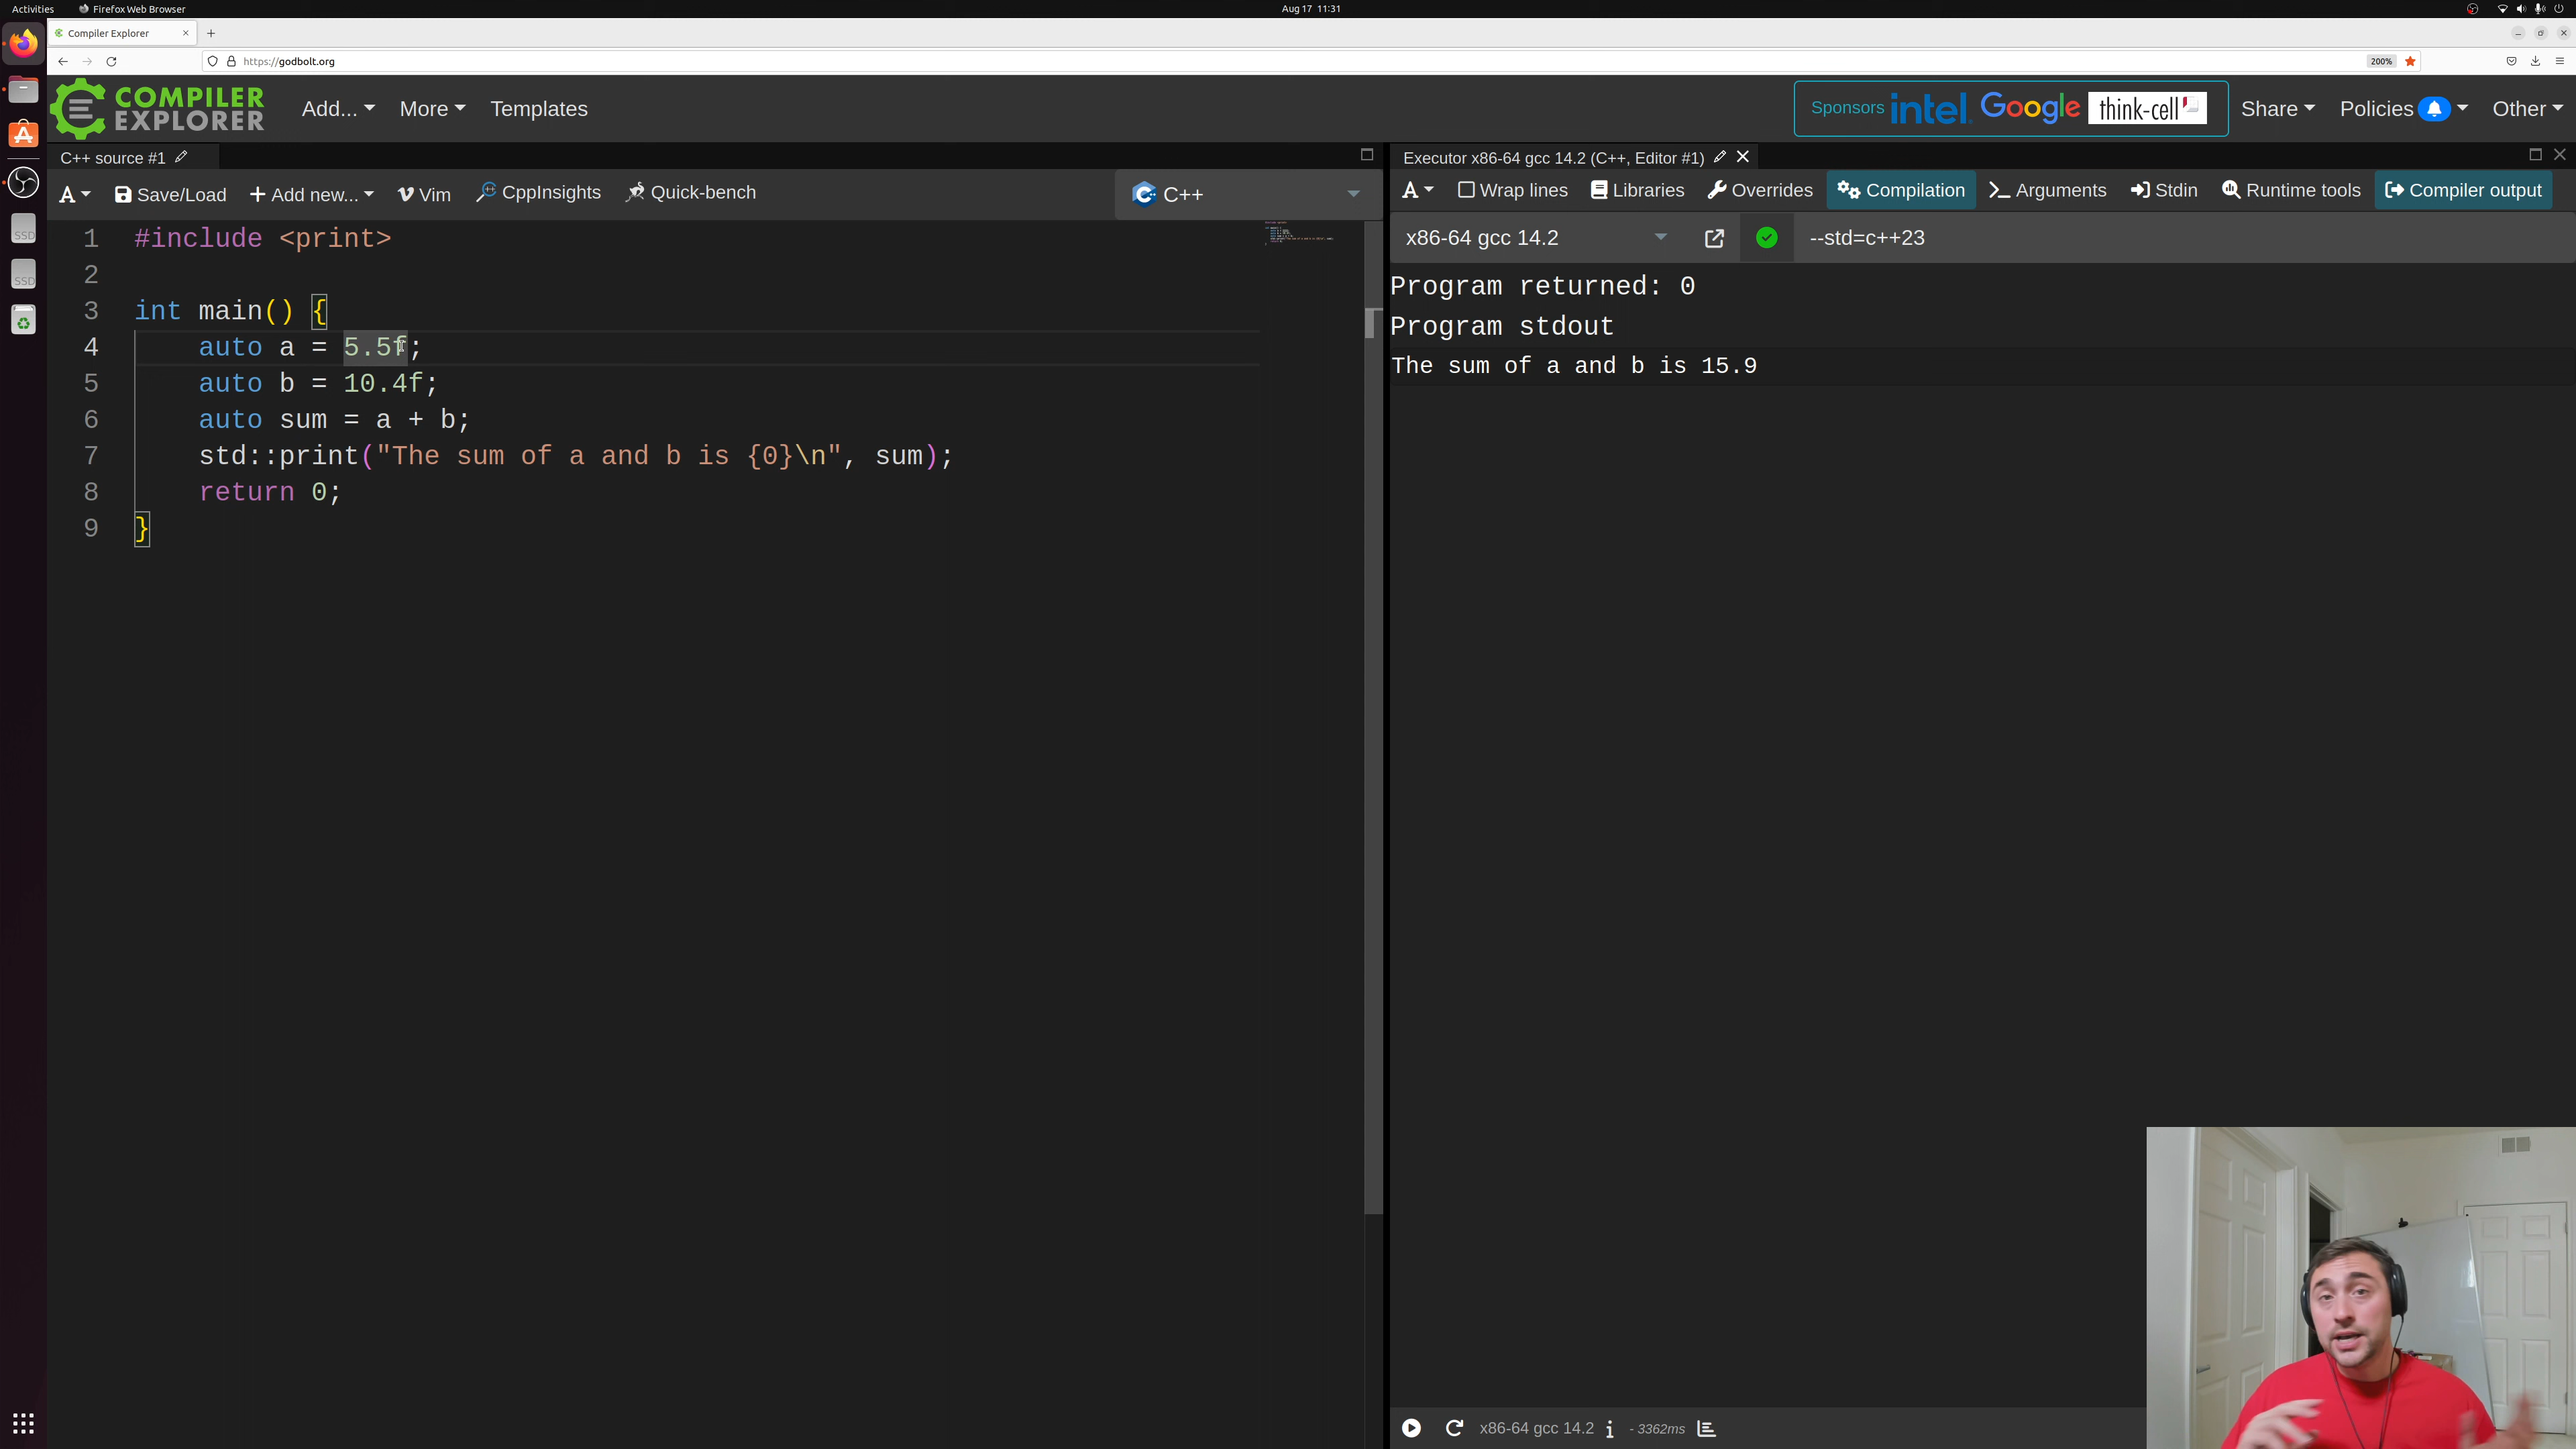 Activities Firefox Web Browser Aug 17 11:31
Compiler Explorer
https://godbolt.org 200%
COMPILER EXPLORER Add... More Templates Sponsors intel. Google think-cell Share Policies Other
C++ source #1
A Save/Load Add new... Vim CppInsights Quick-bench C++
1 #include <print>
2
3 int main() {
4 auto a = 5.5f;
5 auto b = 10.4f;
6 auto sum = a + b;
7 std::print("The sum of a and b is {0}\n", sum);
8 return 0;
9 }
Executor x86-64 gcc 14.2 (C++, Editor #1)
A Wrap lines Libraries Overrides Compilation Arguments Stdin Runtime tools Compiler output
x86-64 gcc 14.2 --std=c++23
Program returned: 0
Program stdout
The sum of a and b is 15.9
x86-64 gcc 14.2 i - 3362ms
SSD
SSD